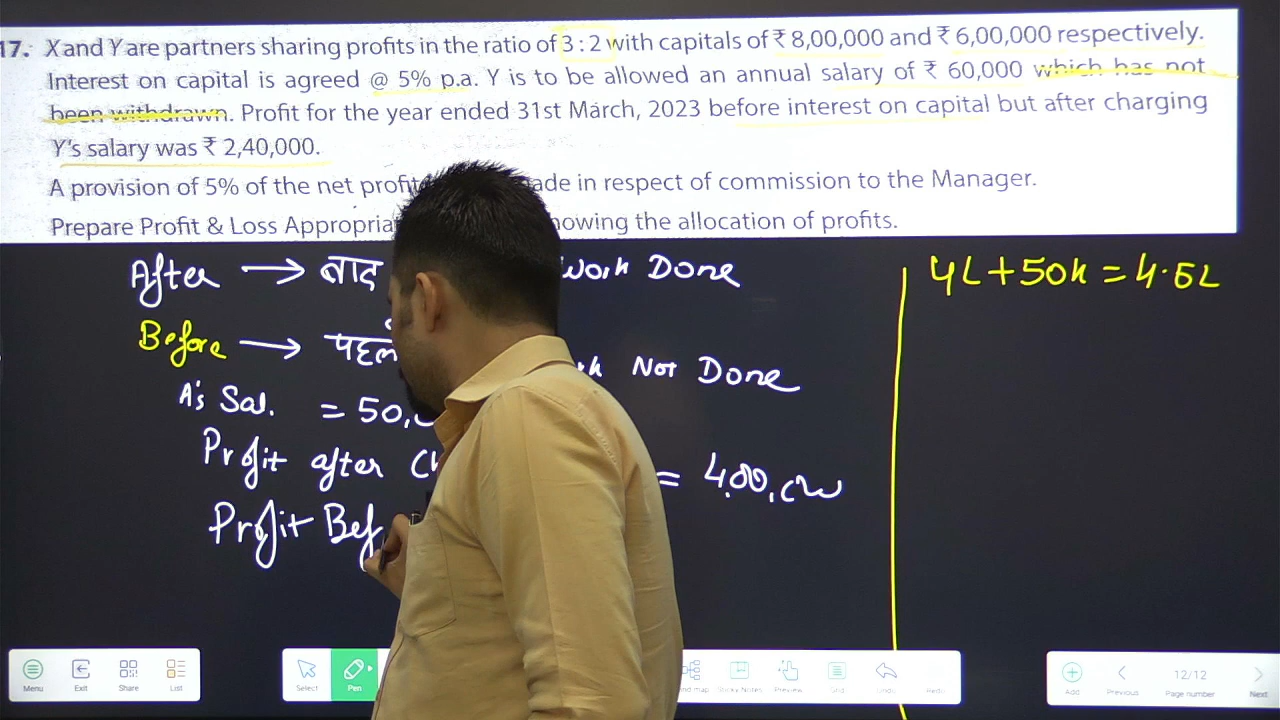 17. X and Y are partners sharing profits in the ratio of 3 : 2 with capitals of ₹ 8,00,000 and ₹ 6,00,000 respectively.
Interest on capital is agreed @ 5% p.a. Y is to be allowed an annual salary of ₹ 60,000 which has not
been withdrawn. Profit for the year ended 31st March, 2023 before interest on capital but after charging
Y's salary was ₹ 2,40,000.
A provision of 5% of the net profit ade in respect of commission to the Manager.
Prepare Profit & Loss Appropria howing the allocation of profits.
After → बाद Work Done
4L + 50k = 4.5L
Before → Not Done
A's Sal. = 50,
Profit after = 4,00,000
Profit Bef
Menu Exit Share List Select Pen nd map Sticky Notes Preview Grid Undo Redo Add Previous 12/12 Page number Next